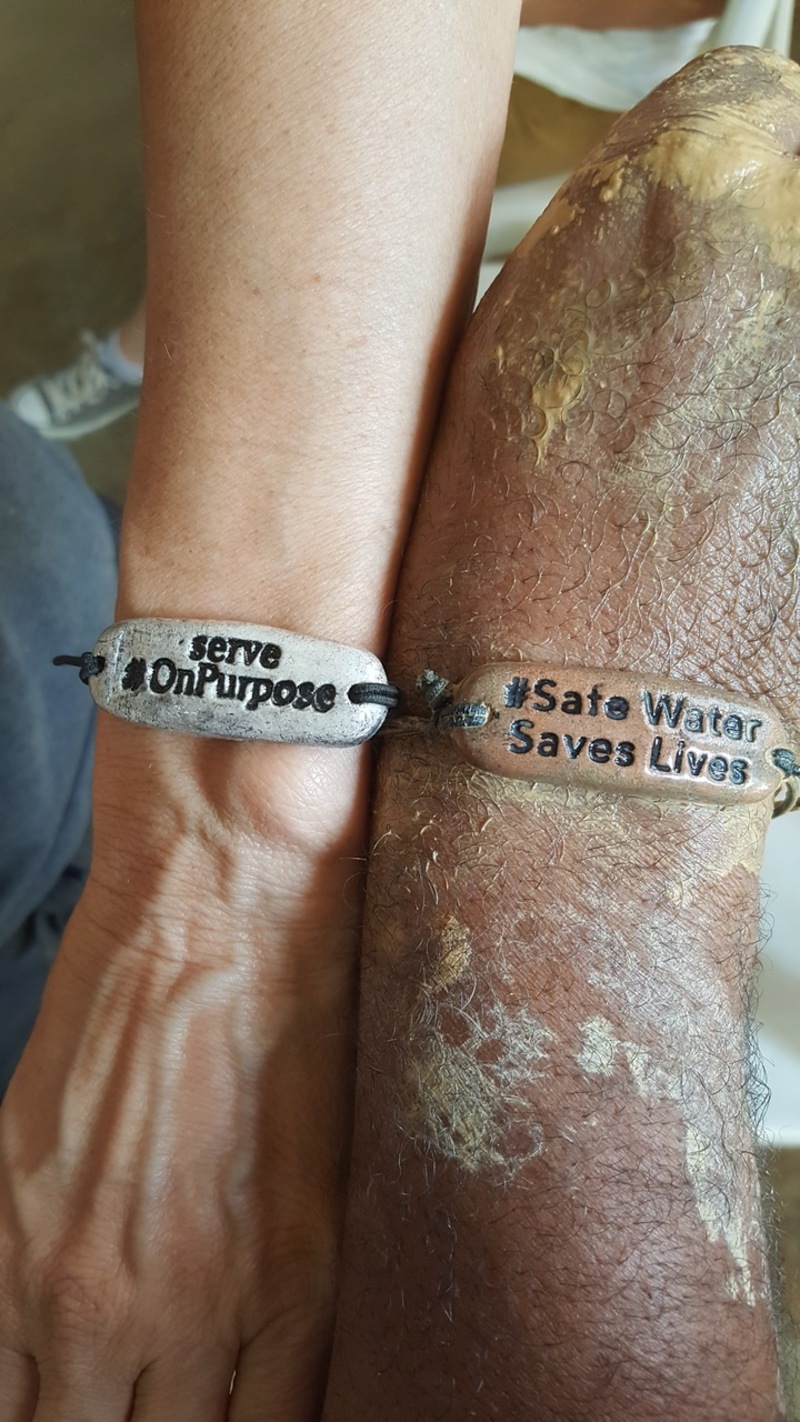 serve
#OnPurpose
#Safe Water
Saves Lives